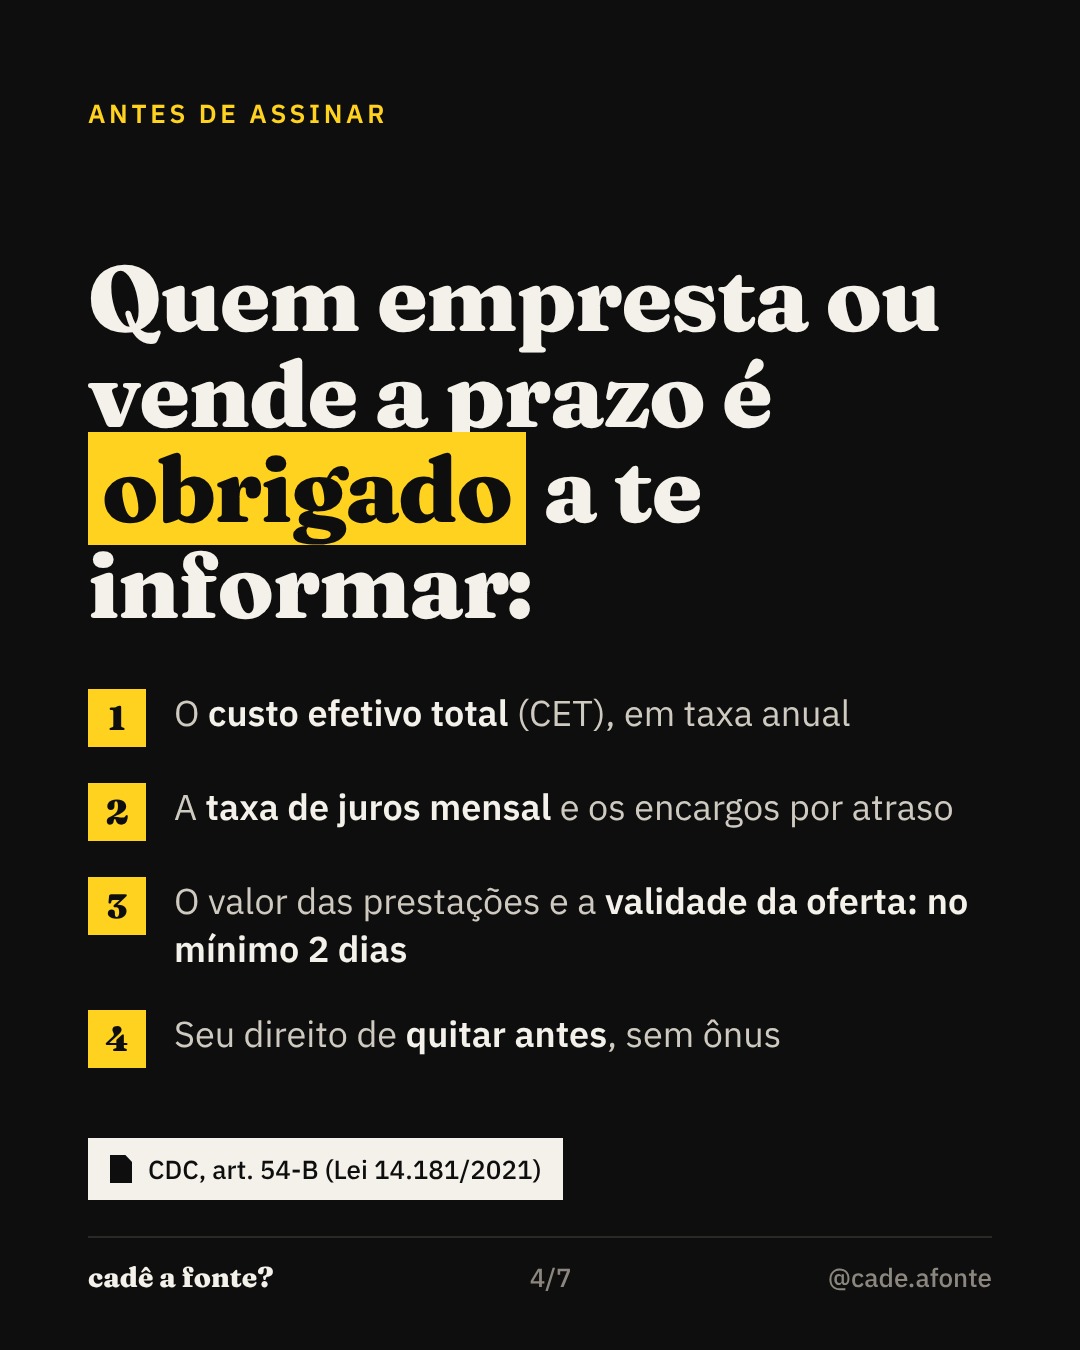 ANTES DE ASSINAR
Quem empresta ou
vende a prazo é
obrigado a te
informar:
1 O custo efetivo total (CET), em taxa anual
2 A taxa de juros mensal e os encargos por atraso
3 O valor das prestações e a validade da oferta: no
mínimo 2 dias
4 Seu direito de quitar antes, sem ônus
CDC, art. 54-B (Lei 14.181/2021)
cadê a fonte? 4/7 @cade.afonte